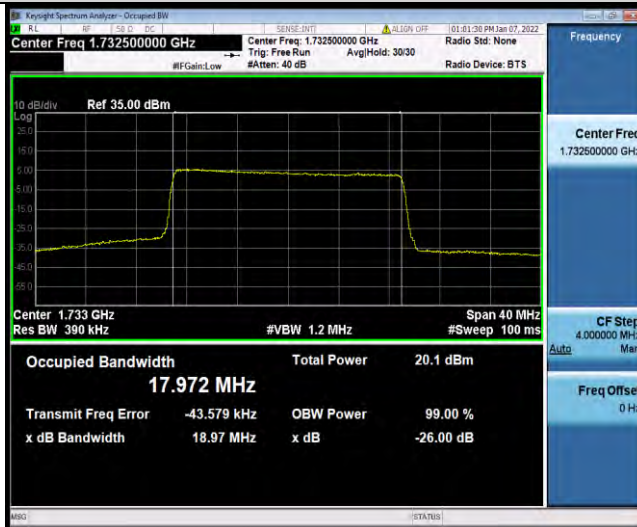 Keysight Spectrum Analyzer - Occupied BW
RL RF 50 Ω DC SENSE:INT ALIGN OFF 01:01:30 PM Jan 07, 2022
Center Freq 1.732500000 GHz Center Freq: 1.732500000 GHz Radio Std: None
Trig: Free Run Avg|Hold: 30/30
#IFGain:Low #Atten: 40 dB Radio Device: BTS
10 dB/div Ref 35.00 dBm
Log
25.0
15.0
5.00
-5.00
-15.0
-25.0
-35.0
-45.0
-55.0
Center 1.733 GHz Span 40 MHz
Res BW 390 kHz #VBW 1.2 MHz #Sweep 100 ms
Occupied Bandwidth Total Power 20.1 dBm
17.972 MHz
Transmit Freq Error -43.579 kHz OBW Power 99.00 %
x dB Bandwidth 18.97 MHz x dB -26.00 dB
MSG STATUS
Frequency
Center Freq
1.732500000 GHz
CF Step
4.000000 MHz
Auto Man
Freq Offset
0 Hz